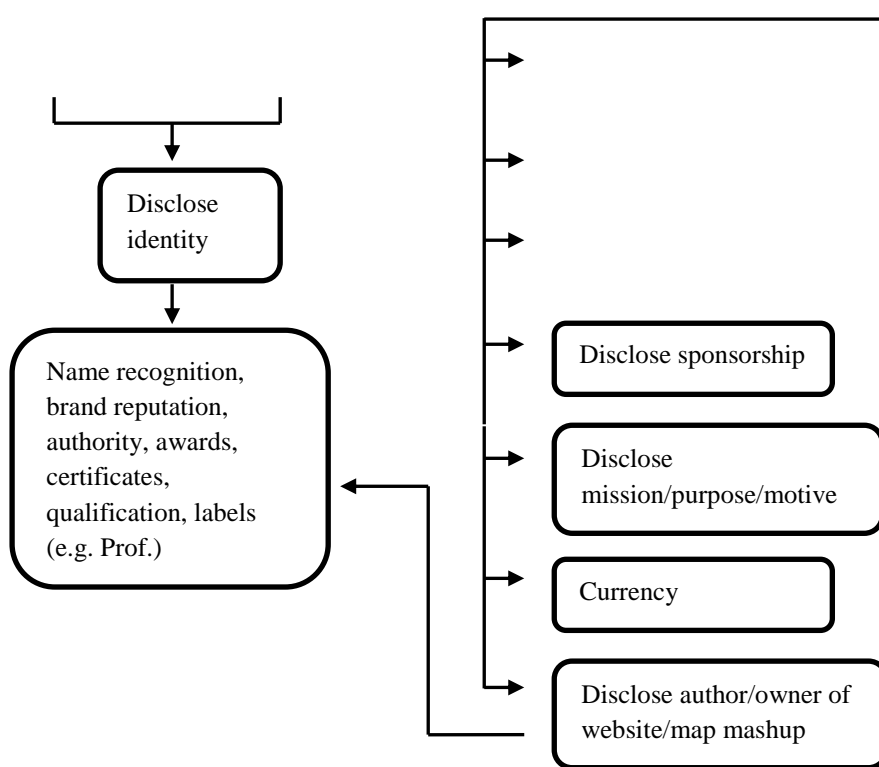 Disclose
identity
Name recognition,
brand reputation,
authority, awards,
certificates,
qualification, labels
(e.g. Prof.)
Disclose sponsorship
Disclose
mission/purpose/motive
Currency
Disclose author/owner of
website/map mashup